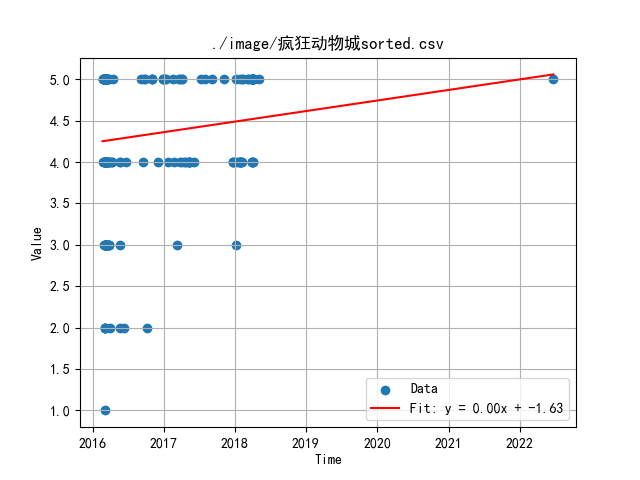 ./image/疯狂动物城sorted.csv
5.0
4.5
4.0
3.5
3.0
2.5
2.0
1.5
1.0
Value
2016 2017 2018 2019 2020 2021 2022
Time
Data
Fit: y = 0.00x + -1.63